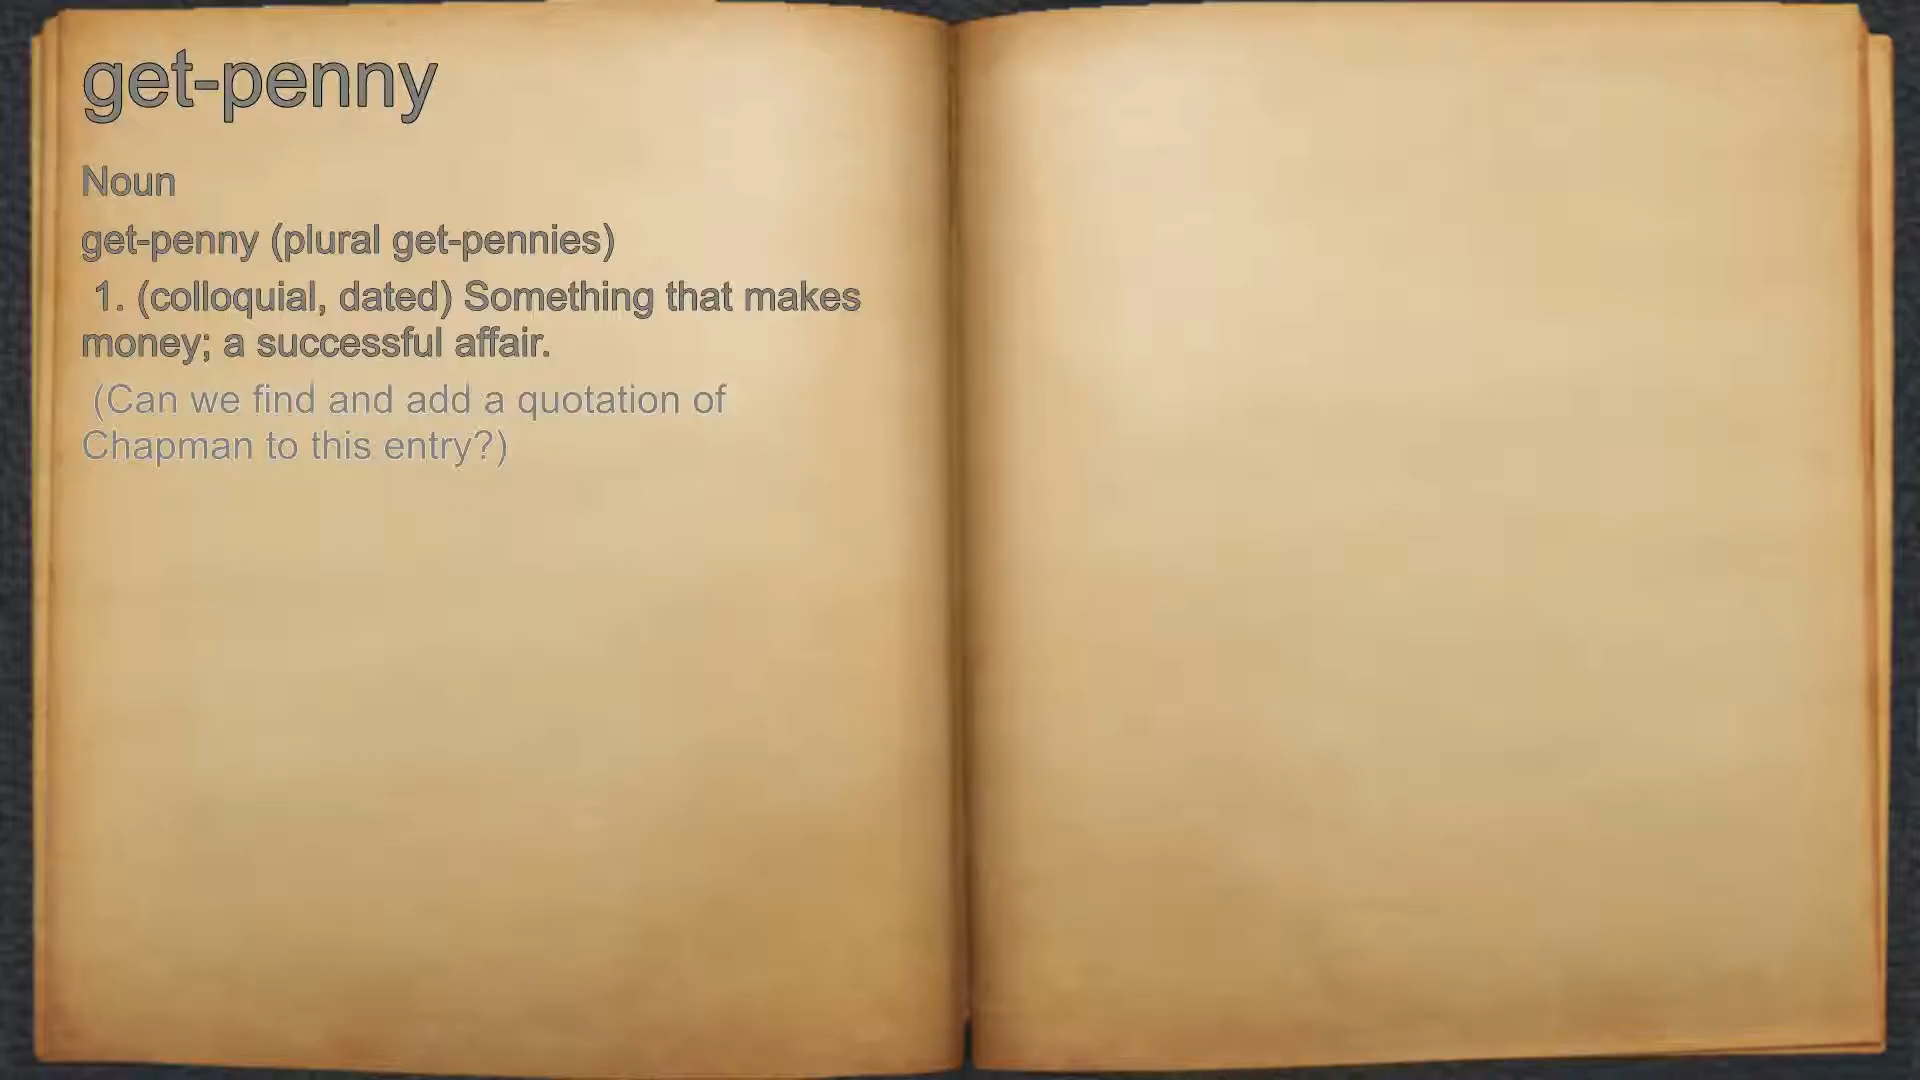 get-penny
Noun
get-penny (plural get-pennies)
1. (colloquial, dated) Something that makes
money; a successful affair.
(Can we find and add a quotation of
Chapman to this entry?)